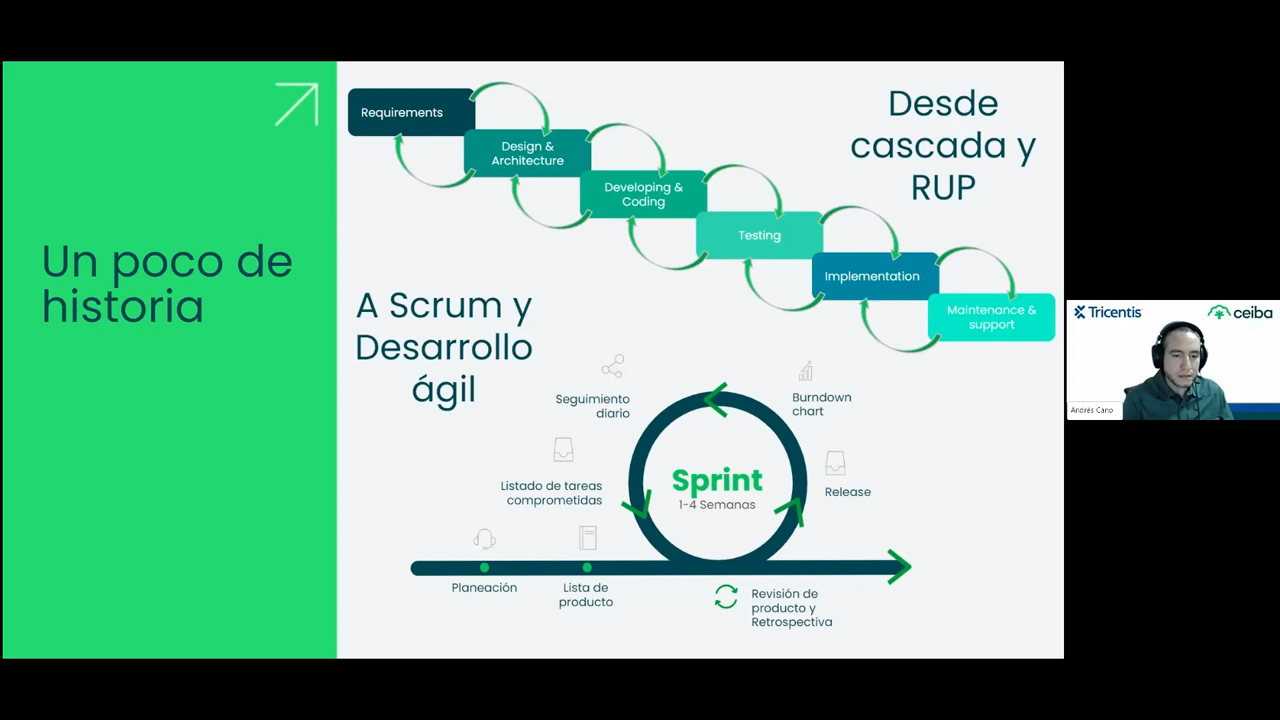 Un poco de
historia
Desde
cascada y
RUP
Requirements
Design &
Architecture
Developing &
Coding
Testing
Implementation
Maintenance &
support
A Scrum y
Desarrollo
ágil
Seguimiento
diario
Burndown
chart
Listado de tareas
comprometidas
Sprint
1-4 Semanas
Release
Planeación
Lista de
producto
Revisión de
producto y
Retrospectiva
Tricentis
ceiba
Andrés Cano